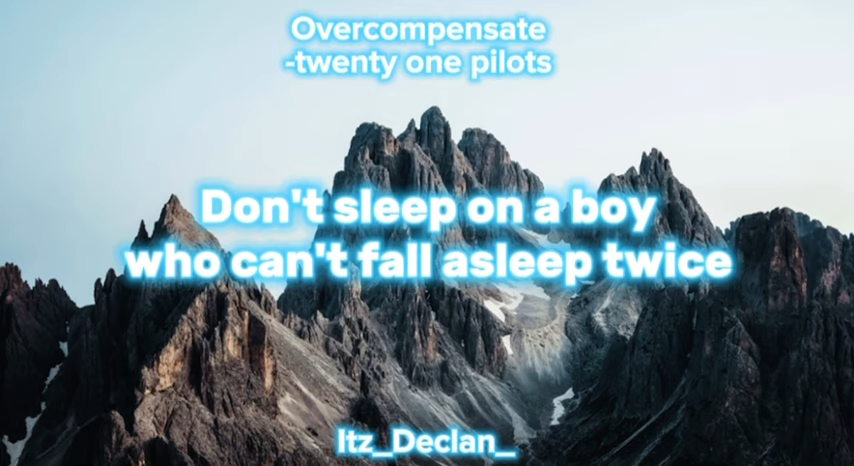 Overcompensate
-twenty one pilots
Don't sleep on a boy
who can't fall asleep twice
Itz_Declan_